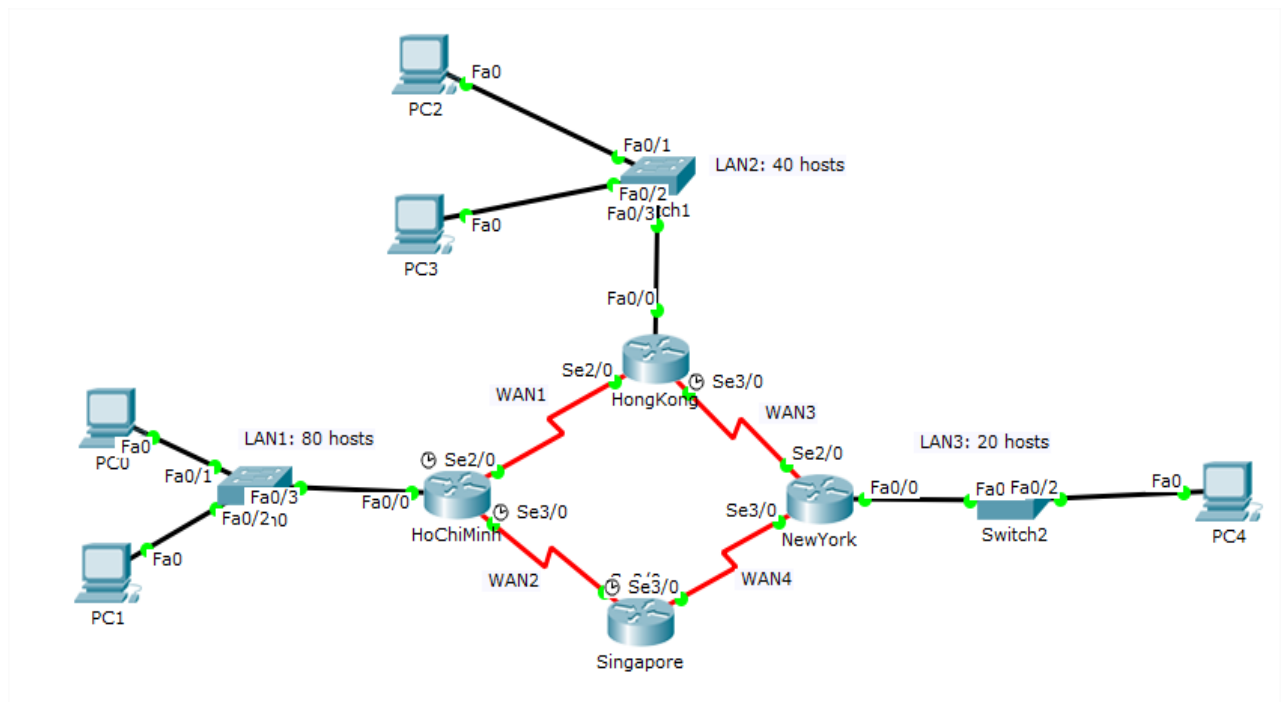 Fa0
PC2
Fa0/1
LAN2: 40 hosts
Fa0/2
Fa0/3
Fa0
PC3
Fa0/0
Se2/0
Se3/0
HongKong
WAN1
WAN3
LAN1: 80 hosts
LAN3: 20 hosts
Fa0
PC0
Fa0/1
Se2/0
Se2/0
Fa0/3
Fa0/0
Fa0/0
Fa0
Fa0/2
Fa0
Fa0/2
Se3/0
Se3/0
HoChiMinh
NewYork
Switch2
PC4
Fa0
WAN2
Se3/0
WAN4
PC1
Singapore